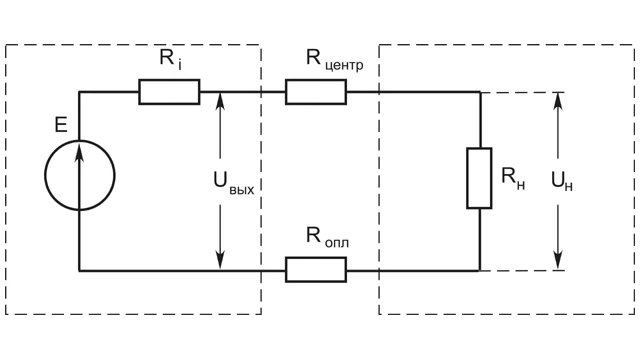 R i
R центр
E
U вых
R н
U н
R опл